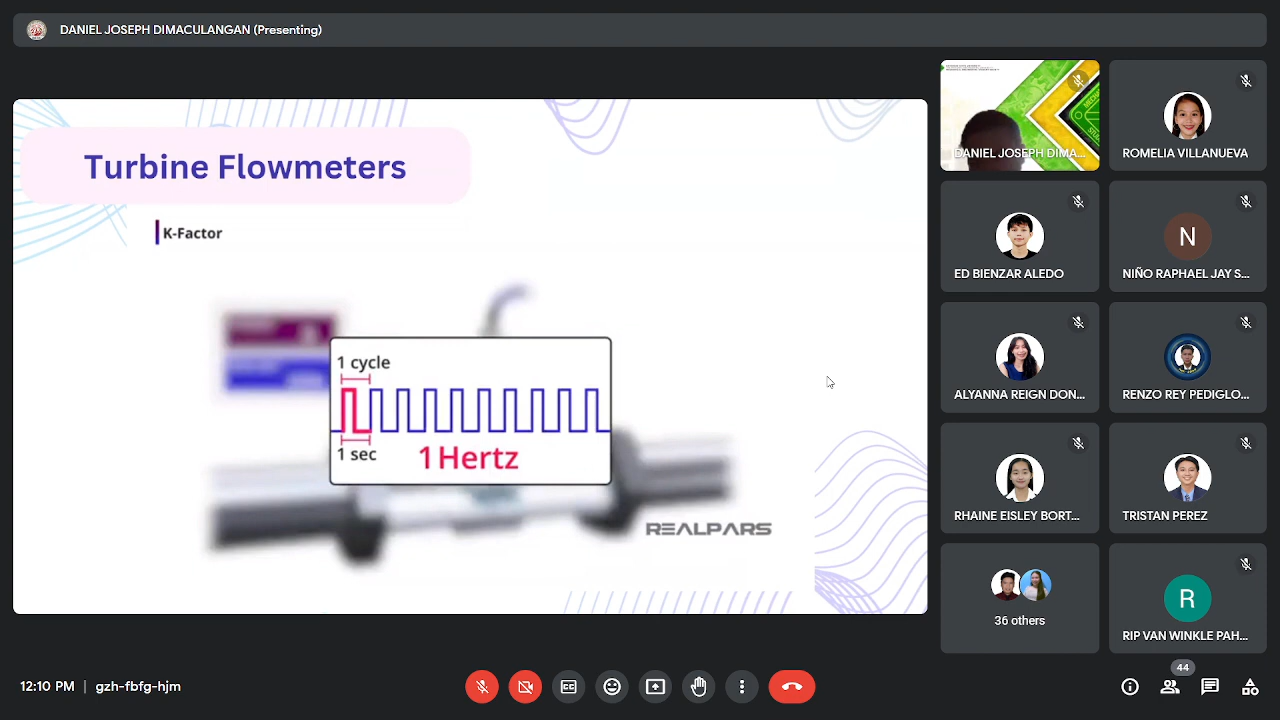 DANIEL JOSEPH DIMACULANGAN (Presenting)
Turbine Flowmeters
K-Factor
1 cycle
1 sec
1 Hertz
REALPARS
DANIEL JOSEPH DIMA...
ROMELIA VILLANUEVA
ED BIENZAR ALEDO
N
NIÑO RAPHAEL JAY S...
ALYANNA REIGN DON...
RENZO REY PEDIGLO...
RHAINE EISLEY BORT...
TRISTAN PEREZ
36 others
R
RIP VAN WINKLE PAH...
12:10 PM | gzh-fbfg-hjm
44